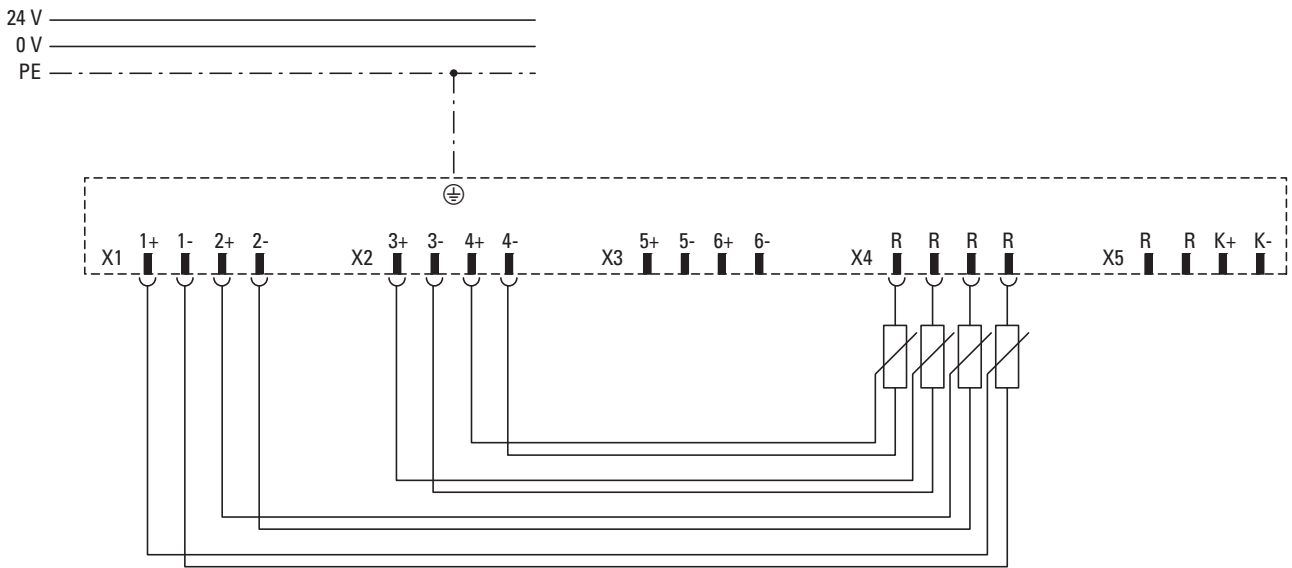 24 V
0 V
PE
X1 1+ 1- 2+ 2- X2 3+ 3- 4+ 4- X3 5+ 5- 6+ 6- X4 R R R R X5 R R K+ K-